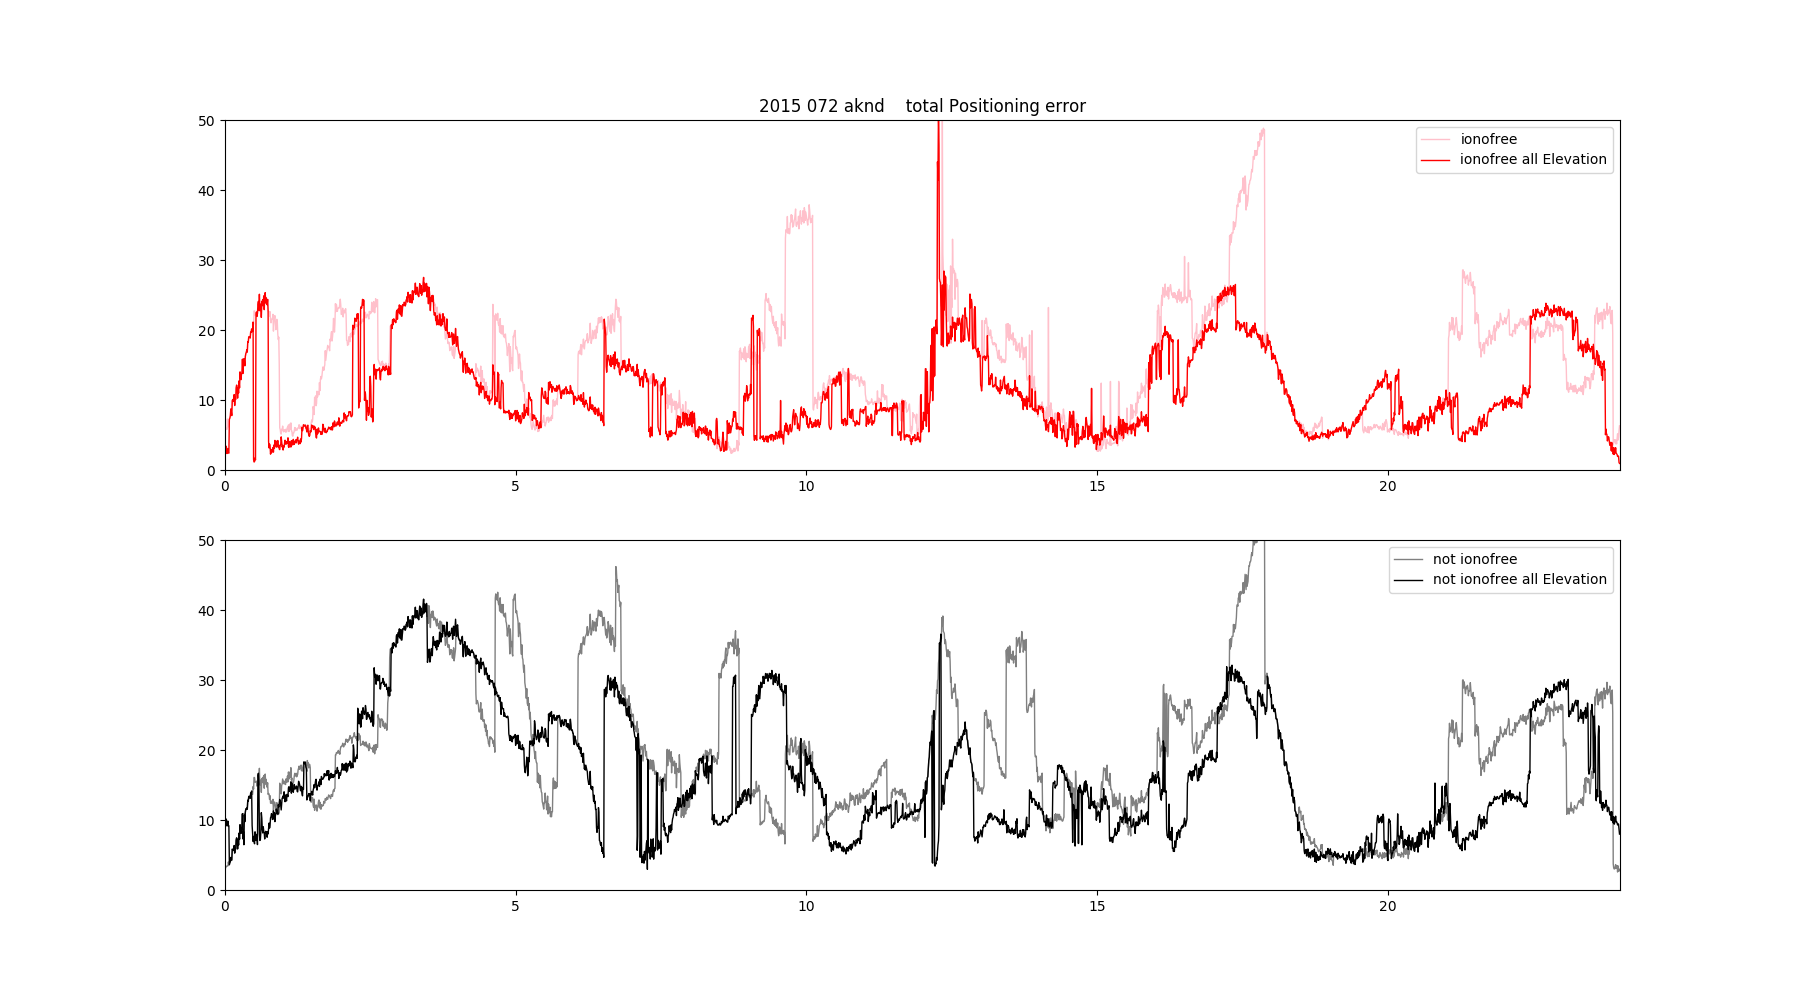 2015 072 aknd    total Positioning error
50
40
30
20
10
0
0 5 10 15 20
ionofree
ionofree all Elevation
50
40
30
20
10
0
0 5 10 15 20
not ionofree
not ionofree all Elevation